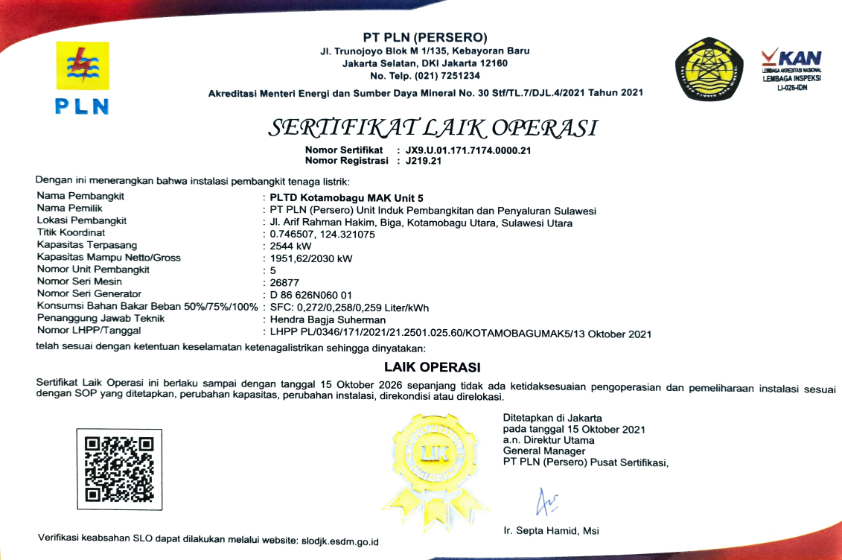 PT PLN (PERSERO)
Jl. Trunojoyo Blok M 1/135, Kebayoran Baru
Jakarta Selatan, DKI Jakarta 12160
No. Telp. (021) 7251234
Akreditasi Menteri Energi dan Sumber Daya Mineral No. 30 Stf/TL.7/DJL.4/2021 Tahun 2021
PLN
KAN
LEMBAGA AKREDITASI NASIONAL
LEMBAGA INSPEKSI
LI-026-IDN
SERTIFIKAT LAIK OPERASI
Nomor Sertifikat : JX9.U.01.171.7174.0000.21
Nomor Registrasi : J219.21
Dengan ini menerangkan bahwa instalasi pembangkit tenaga listrik:
Nama Pembangkit : PLTD Kotamobagu MAK Unit 5
Nama Pemilik : PT PLN (Persero) Unit Induk Pembangkitan dan Penyaluran Sulawesi
Lokasi Pembangkit : Jl. Arif Rahman Hakim, Biga, Kotamobagu Utara, Sulawesi Utara
Titik Koordinat : 0.746507, 124.321075
Kapasitas Terpasang : 2544 kW
Kapasitas Mampu Netto/Gross : 1951,62/2030 kW
Nomor Unit Pembangkit : 5
Nomor Seri Mesin : 26877
Nomor Seri Generator : D 86 626N060 01
Konsumsi Bahan Bakar Beban 50%/75%/100% : SFC: 0,272/0,258/0,259 Liter/kWh
Penanggung Jawab Teknik : Hendra Bagja Suherman
Nomor LHPP/Tanggal : LHPP PL/0346/171/2021/21.2501.025.60/KOTAMOBAGUMAK5/13 Oktober 2021
telah sesuai dengan ketentuan keselamatan ketenagalistrikan sehingga dinyatakan:
LAIK OPERASI
Sertifikat Laik Operasi ini berlaku sampai dengan tanggal 15 Oktober 2026 sepanjang tidak ada ketidaksesuaian pengoperasian dan pemeliharaan instalasi sesuai
dengan SOP yang ditetapkan, perubahan kapasitas, perubahan instalasi, direkondisi atau direlokasi.
Ditetapkan di Jakarta
pada tanggal 15 Oktober 2021
a.n. Direktur Utama
General Manager
PT PLN (Persero) Pusat Sertifikasi,
Ir. Septa Hamid, Msi
Verifikasi keabsahan SLO dapat dilakukan melalui website: slodjk.esdm.go.id